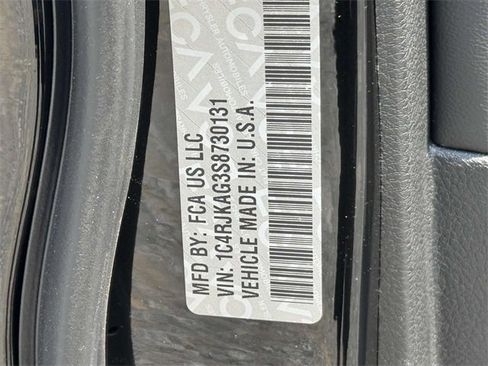 MFD BY: FCA US LLC
VIN: 1C4RJKAG3S8730131
VEHICLE MADE IN: U.S.A.